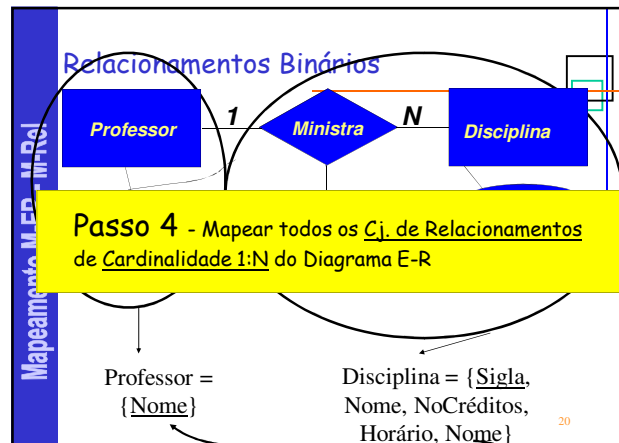 Relacionamentos Binários
Professor
1
Ministra
N
Disciplina
Passo 4 - Mapear todos os Cj. de Relacionamentos
de Cardinalidade 1:N do Diagrama E-R
Mapeamento M-ER - M-Rel
Professor =
{Nome}
Disciplina = {Sigla,
Nome, NoCréditos,
Horário, Nome}
20